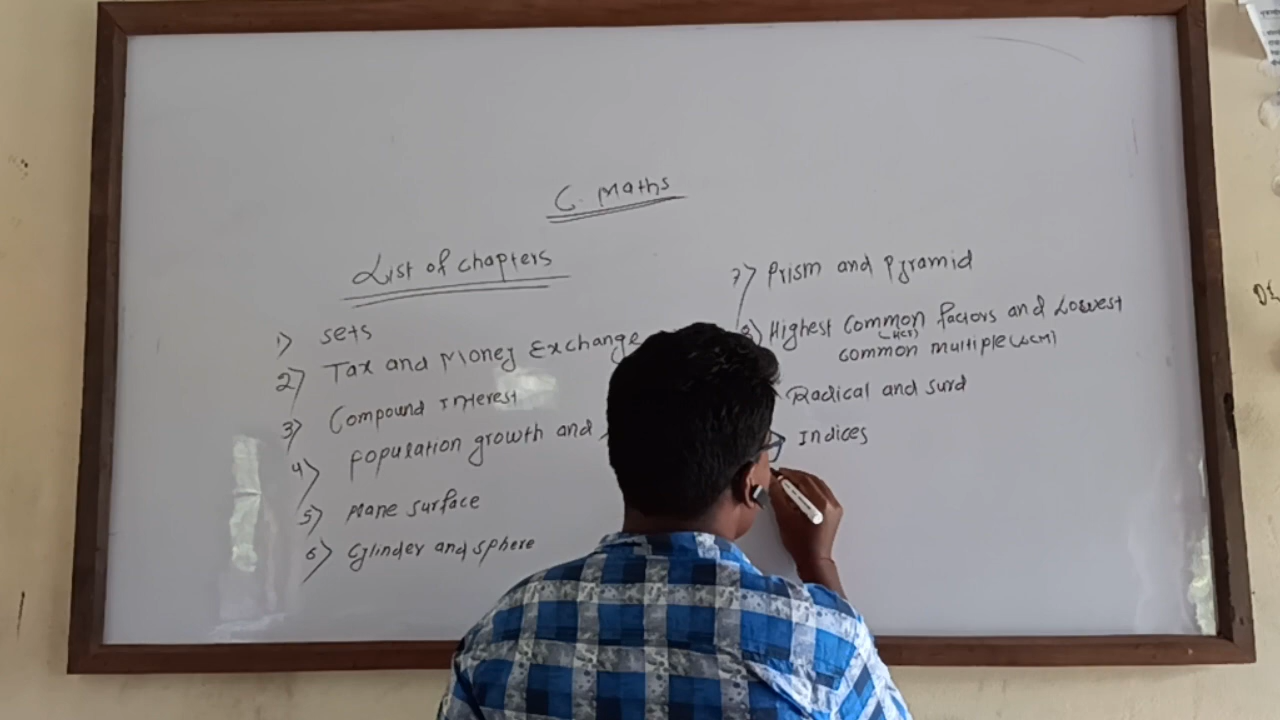 C. Maths
List of chapters
1) sets
2) Tax and Money Exchange
3) Compound Interest
4) population growth and
5) Plane surface
6) Cylinder and sphere
7) Prism and Pyramid
8) Highest Common factors and Lowest
(HCF)
common multiple (LCM)
Radical and surd
Indices